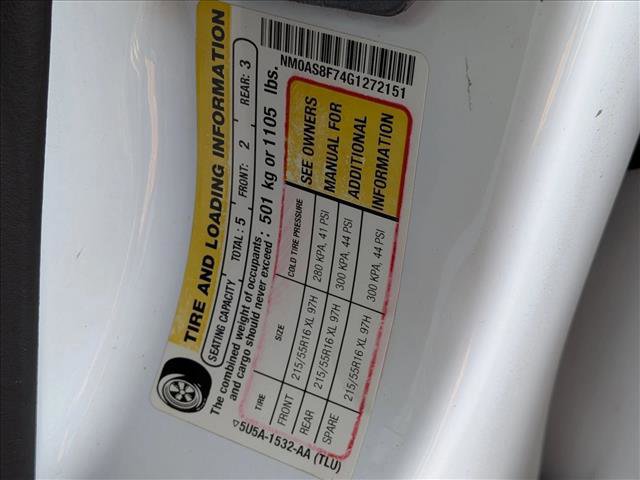 TIRE AND LOADING INFORMATION
SEATING CAPACITY TOTAL: 5 FRONT: 2 REAR: 3
The combined weight of occupants
and cargo should never exceed: 501 kg or 1105 lbs.
TIRE SIZE COLD TIRE PRESSURE
FRONT 215/55R16 XL 97H 280 KPA, 41 PSI
REAR 215/55R16 XL 97H 300 KPA, 44 PSI
SPARE 215/55R16 XL 97H 300 KPA, 44 PSI
SEE OWNERS
MANUAL FOR
ADDITIONAL
INFORMATION
5U5A-1532-AA (TLU)
NM0AS8F74G1272151